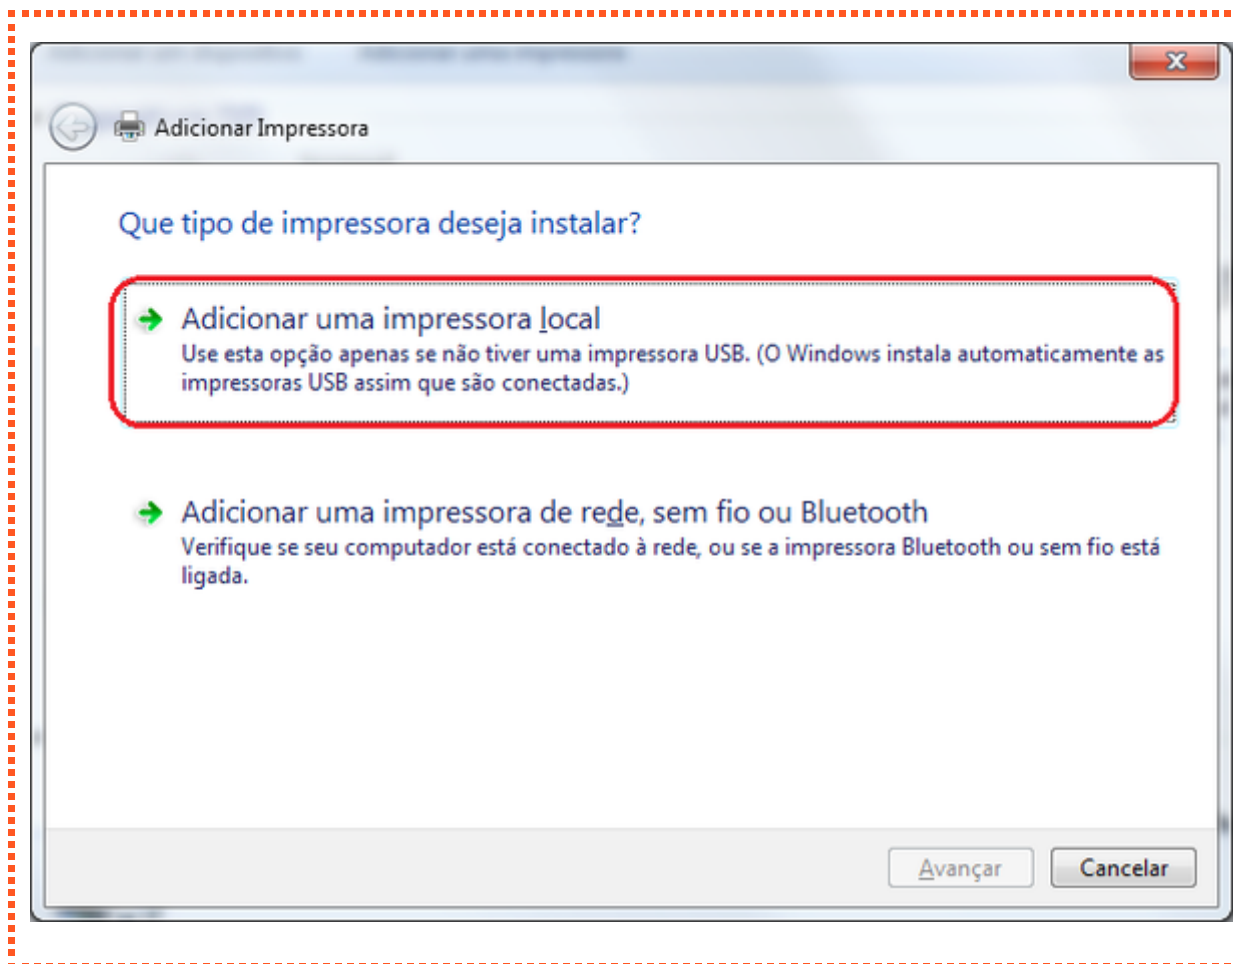 Adicionar Impressora
Que tipo de impressora deseja instalar?
Adicionar uma impressora local
Use esta opção apenas se não tiver uma impressora USB. (O Windows instala automaticamente as
impressoras USB assim que são conectadas.)
Adicionar uma impressora de rede, sem fio ou Bluetooth
Verifique se seu computador está conectado à rede, ou se a impressora Bluetooth ou sem fio está
ligada.
Avançar
Cancelar